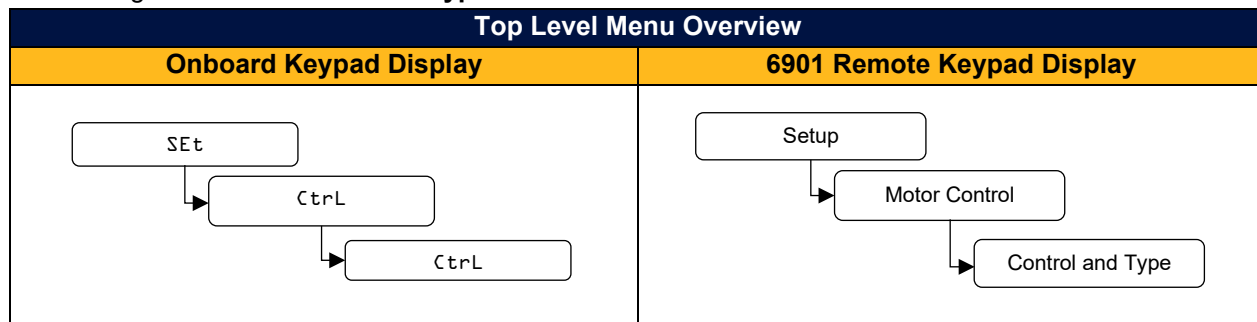 Top Level Menu Overview
Onboard Keypad Display
6901 Remote Keypad Display
SEt
CtrL
CtrL
Setup
Motor Control
Control and Type